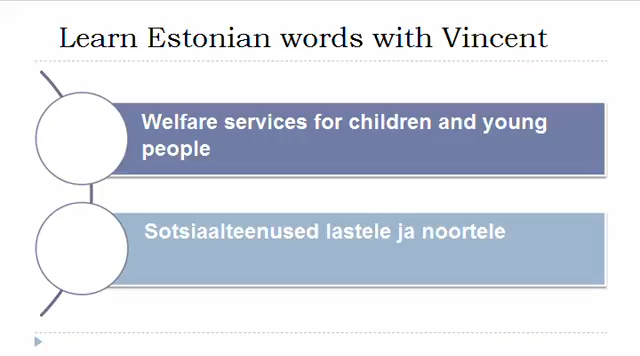 Learn Estonian words with Vincent
Welfare services for children and young
people
Sotsiaalteenused lastele ja noortele